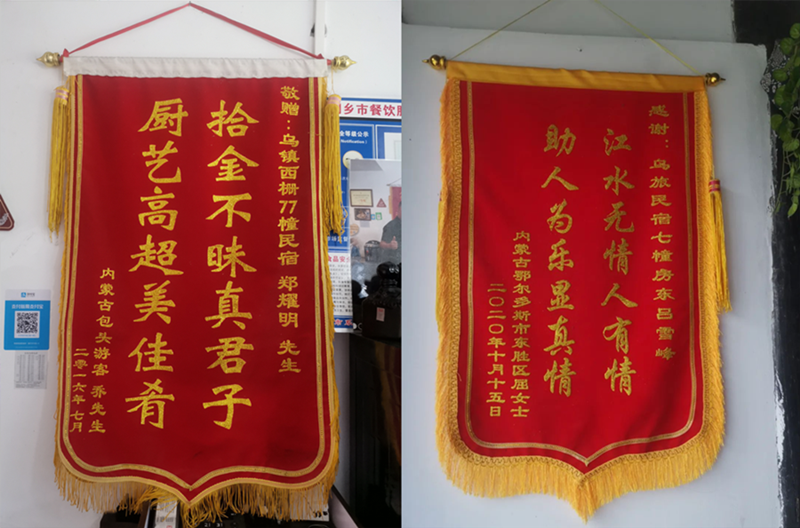 敬赠：乌镇西栅77幢民宿 郑耀明 先生
拾金不昧真君子
厨艺高超美佳肴
内蒙古包头游客 乔先生
二零一六年七月
感谢：乌旅民宿七幢房东吕雪峰
江水无情人有情
助人为乐显真情
内蒙古鄂尔多斯市东胜区屈女士
二〇二〇年十月十五日